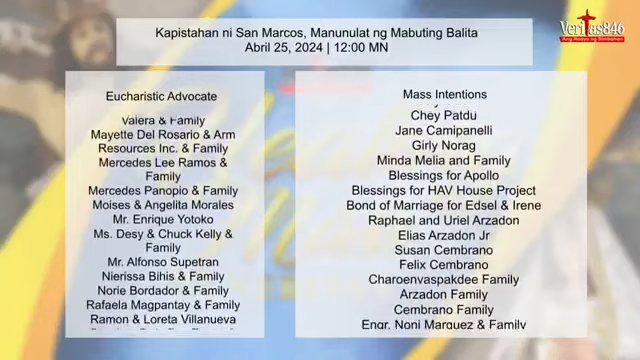 Kapistahan ni San Marcos, Manunulat ng Mabuting Balita
Abril 25, 2024 | 12:00 MN
Veritas846
Ang Radyo ng Simbahan
Eucharistic Advocate
Valera & Family
Mayette Del Rosario & Arm
Resources Inc. & Family
Mercedes Lee Ramos &
Family
Mercedes Panopio & Family
Moises & Angelita Morales
Mr. Enrique Yotoko
Ms. Desy & Chuck Kelly &
Family
Mr. Alfonso Supetran
Nierissa Bihis & Family
Norie Bordador & Family
Rafaela Magpantay & Family
Ramon & Loreta Villanueva
Mass Intentions
Chey Patdu
Jane Camipanelli
Girly Norag
Minda Melia and Family
Blessings for Apollo
Blessings for HAV House Project
Bond of Marriage for Edsel & Irene
Raphael and Uriel Arzadon
Elias Arzadon Jr
Susan Cembrano
Felix Cembrano
Charoenvaspakdee Family
Arzadon Family
Cembrano Family
Engr. Noni Marquez & Family